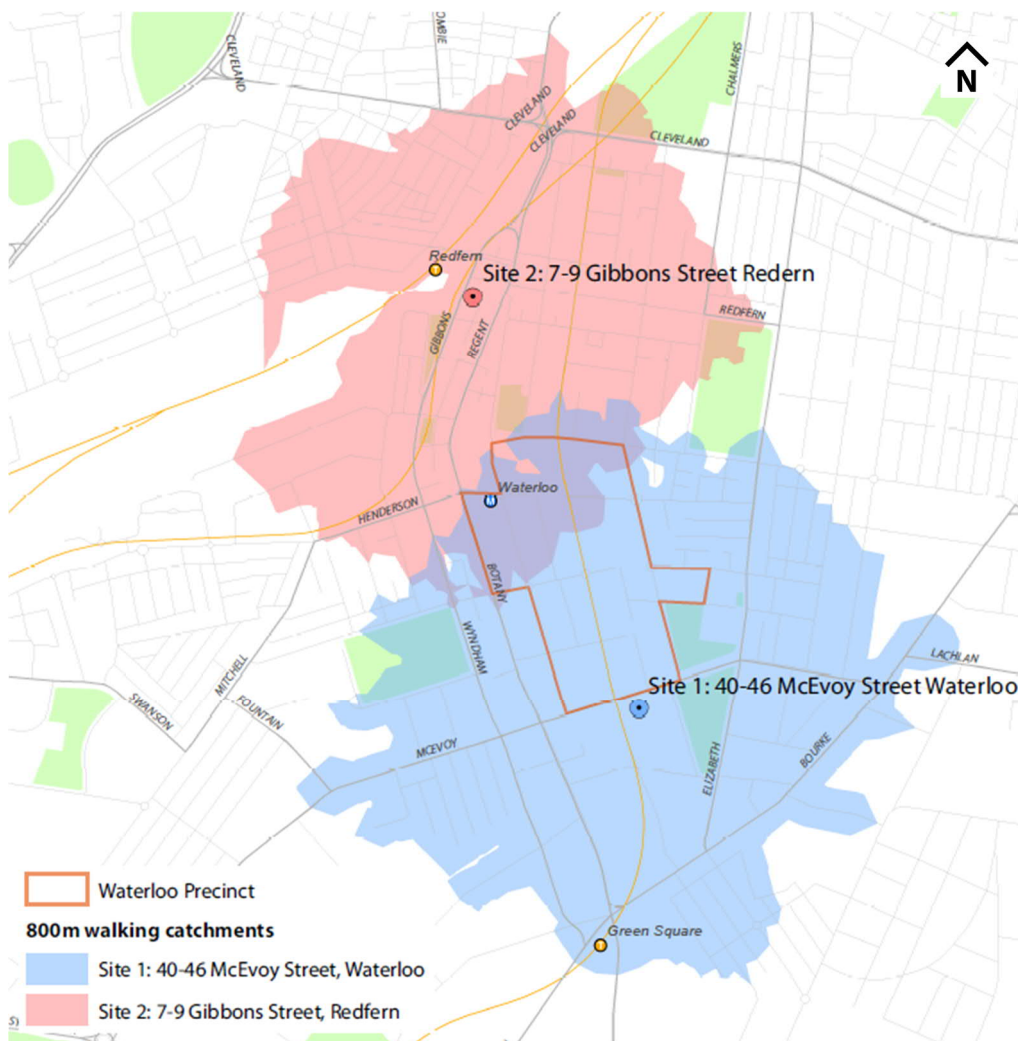 OMBIE
CLEVELAND
CHALMERS
N
CLEVELAND
CLEVELAND
CLEVELAND
Redfern
Site 2: 7-9 Gibbons Street Redern
GIBBONS
REGENT
REDFERN
Waterloo
HENDERSON
BOTANY
WYNDHAM
LACHLAN
MITCHELL
Site 1: 40-46 McEvoy Street Waterloo
SWANSON
FOUNTAIN
MCEVOY
ELIZABETH
BOURKE
Waterloo Precinct
800m walking catchments
Green Square
Site 1: 40-46 McEvoy Street, Waterloo
Site 2: 7-9 Gibbons Street, Redfern